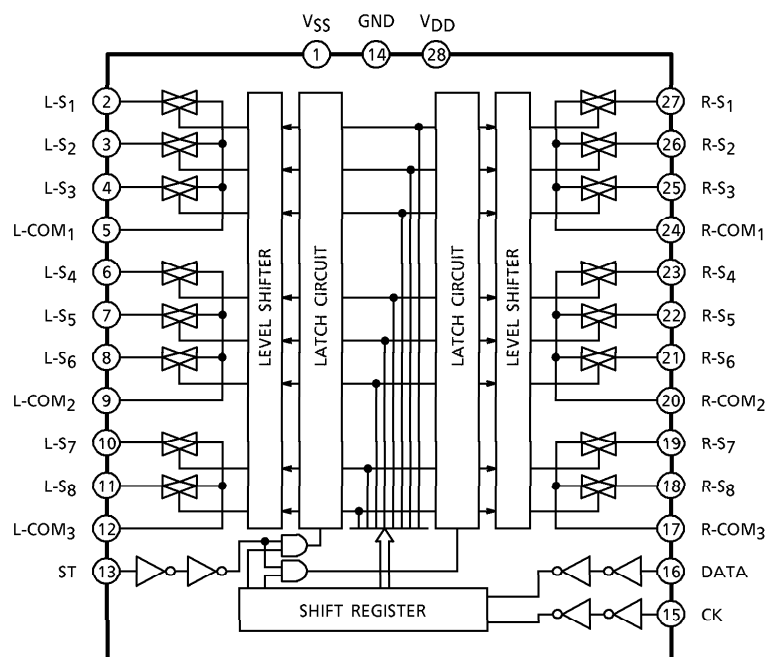 VSS GND VDD
1 14 28
L-S1 2 27 R-S1
L-S2 3 26 R-S2
L-S3 4 25 R-S3
L-COM1 5 24 R-COM1
L-S4 6 23 R-S4
L-S5 7 22 R-S5
L-S6 8 21 R-S6
L-COM2 9 20 R-COM2
L-S7 10 19 R-S7
L-S8 11 18 R-S8
L-COM3 12 17 R-COM3
LEVEL SHIFTER
LATCH CIRCUIT
LATCH CIRCUIT
LEVEL SHIFTER
ST 13 16 DATA
SHIFT REGISTER
15 CK